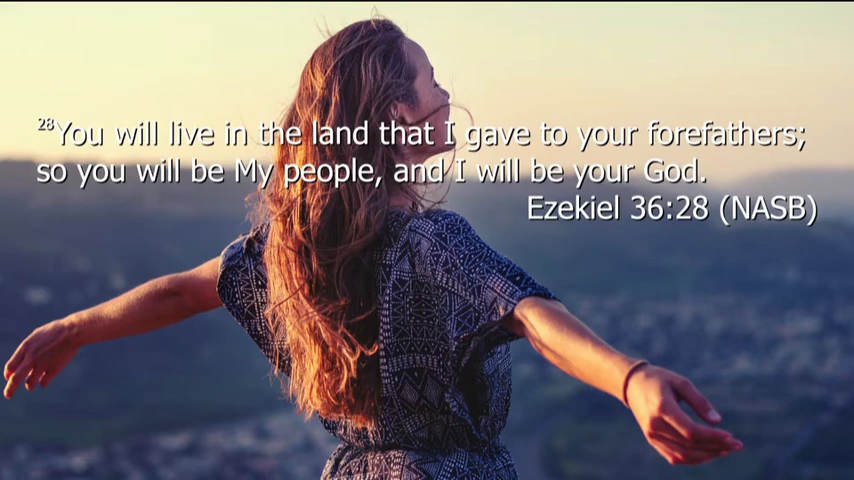 28You will live in the land that I gave to your forefathers;
so you will be My people, and I will be your God.
Ezekiel 36:28 (NASB)